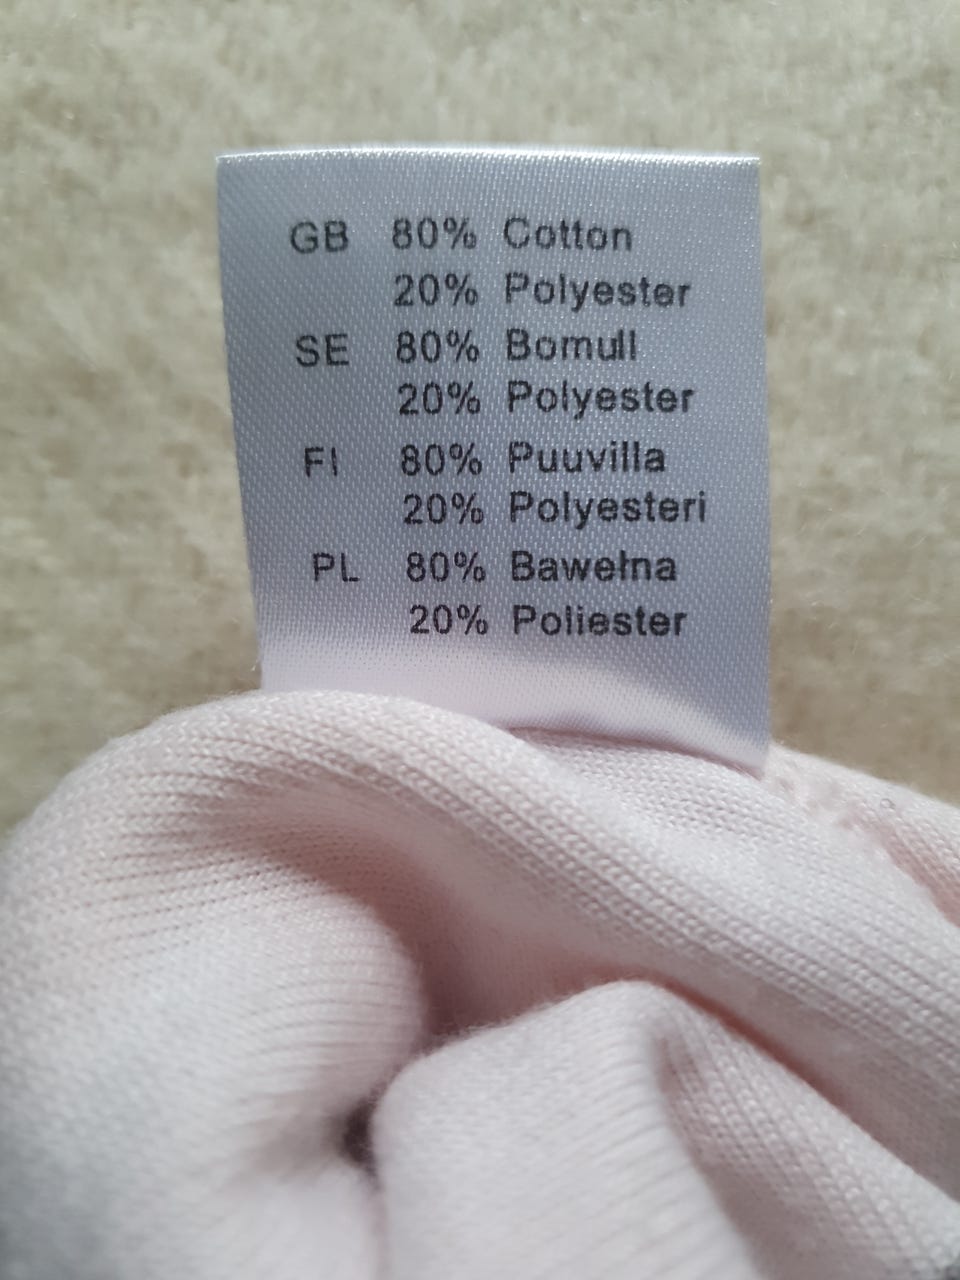 GB 80% Cotton
20% Polyester
SE 80% Bomull
20% Polyester
FI 80% Puuvilla
20% Polyesteri
PL 80% Bawełna
20% Poliester